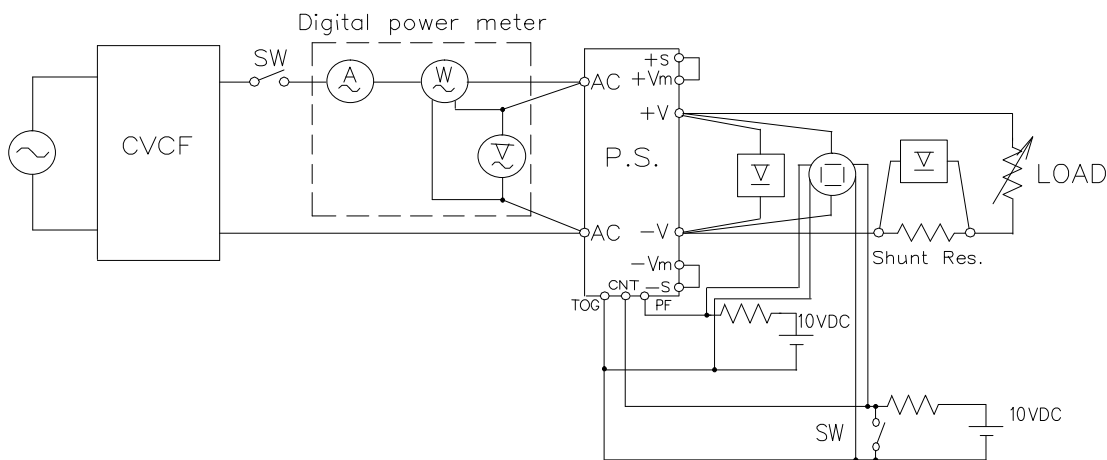 Digital power meter
SW
A
W
V
CVCF
AC
AC
P.S.
+S
+Vm
+V
-V
-Vm
-S
TOG
CNT
PF
V
V
LOAD
Shunt Res.
10VDC
SW
10VDC